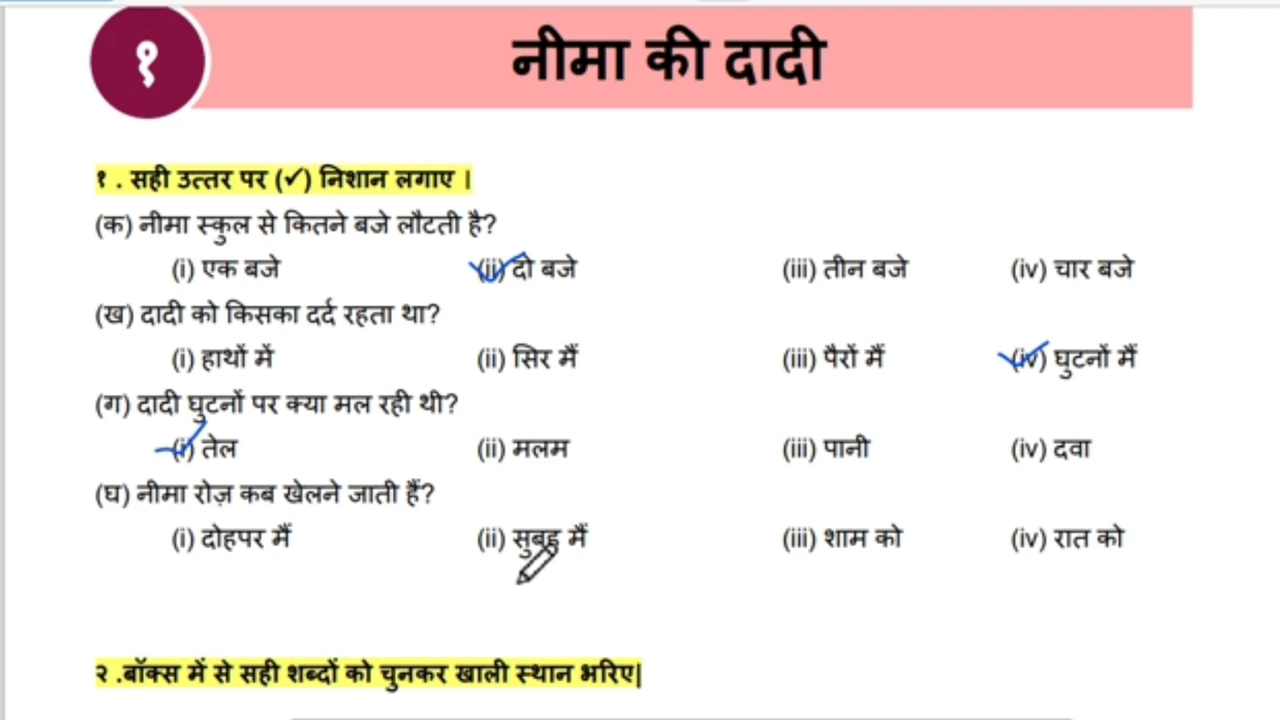 १
नीमा की दादी
१ . सही उत्तर पर (✓) निशान लगाए ।
(क) नीमा स्कुल से कितने बजे लौटती है?
(i) एक बजे (ii) दो बजे (iii) तीन बजे (iv) चार बजे
(ख) दादी को किसका दर्द रहता था?
(i) हाथों में (ii) सिर मैं (iii) पैरों मैं (iv) घुटनों मैं
(ग) दादी घुटनों पर क्या मल रही थी?
(i) तेल (ii) मलम (iii) पानी (iv) दवा
(घ) नीमा रोज़ कब खेलने जाती हैं?
(i) दोहपर मैं (ii) सुबह मैं (iii) शाम को (iv) रात को
२ .बॉक्स में से सही शब्दों को चुनकर खाली स्थान भरिए|